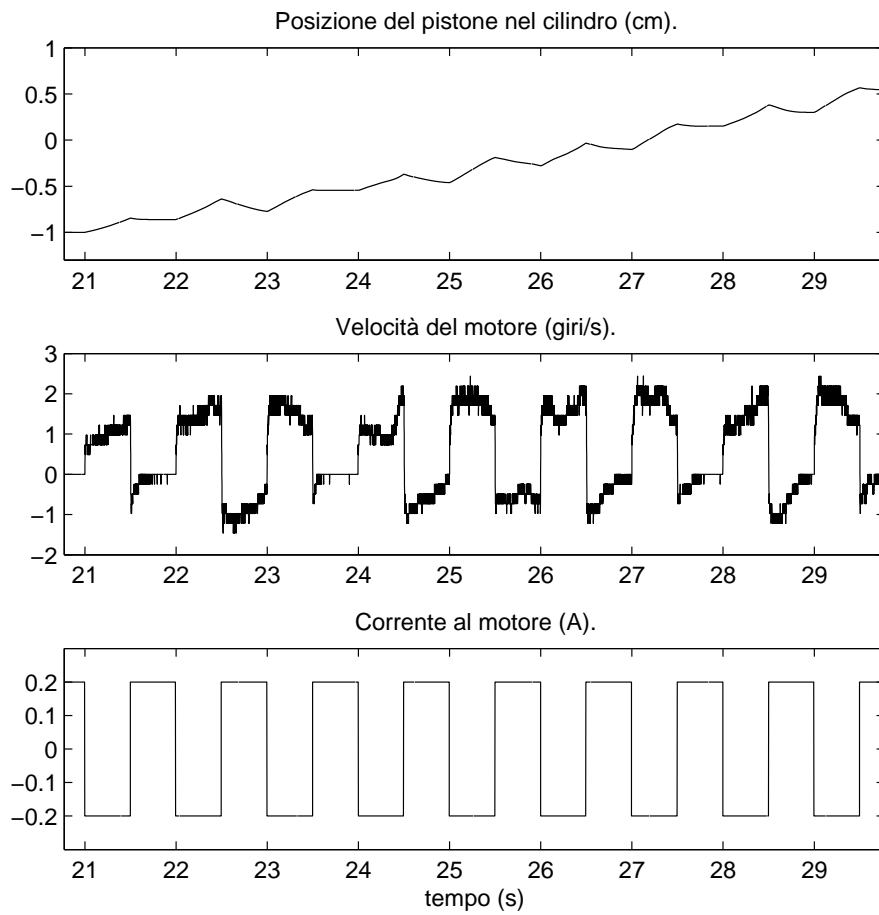 Posizione del pistone nel cilindro (cm).
1
0.5
0
−0.5
−1
21 22 23 24 25 26 27 28 29
Velocità del motore (giri/s).
3
2
1
0
−1
−2
21 22 23 24 25 26 27 28 29
Corrente al motore (A).
0.2
0.1
0
−0.1
−0.2
21 22 23 24 25 26 27 28 29
tempo (s)